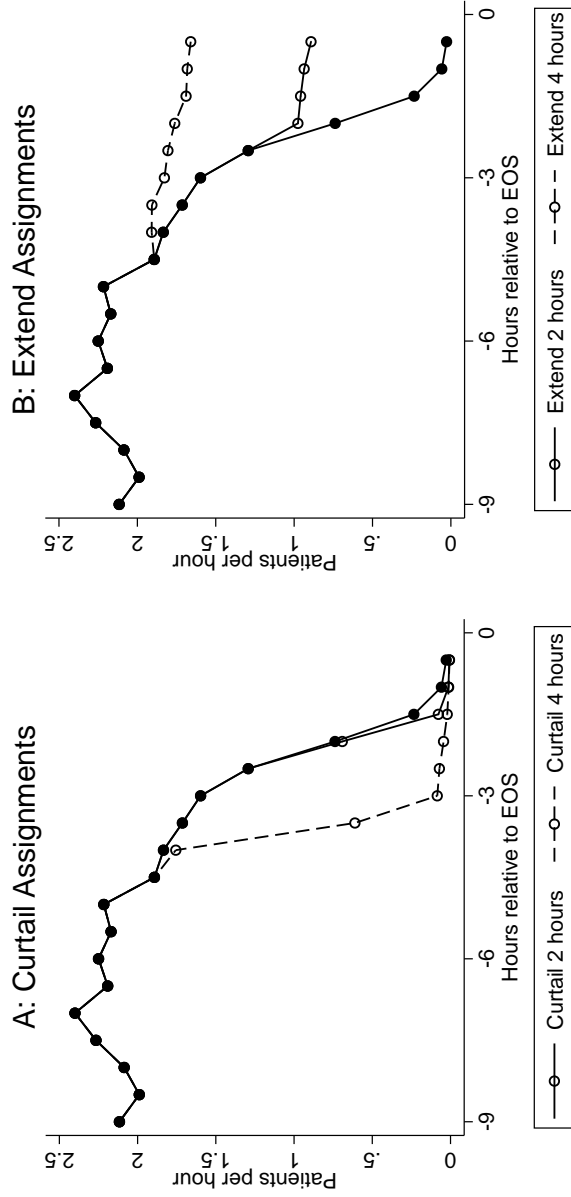 A: Curtail Assignments
Patients per hour
2.5
2
1.5
1
.5
0
-9
-6
-3
0
Hours relative to EOS
Curtail 2 hours
Curtail 4 hours
B: Extend Assignments
Patients per hour
2.5
2
1.5
1
.5
0
-9
-6
-3
0
Hours relative to EOS
Extend 2 hours
Extend 4 hours